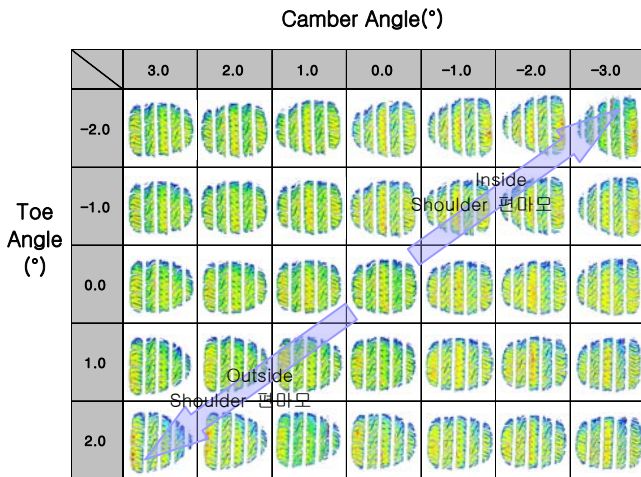 Camber Angle(°)
3.0 2.0 1.0 0.0 -1.0 -2.0 -3.0
-2.0
-1.0
Inside
Shoulder 편마모
Toe
Angle
(°)
0.0
1.0
Outside
Shoulder 편마모
2.0